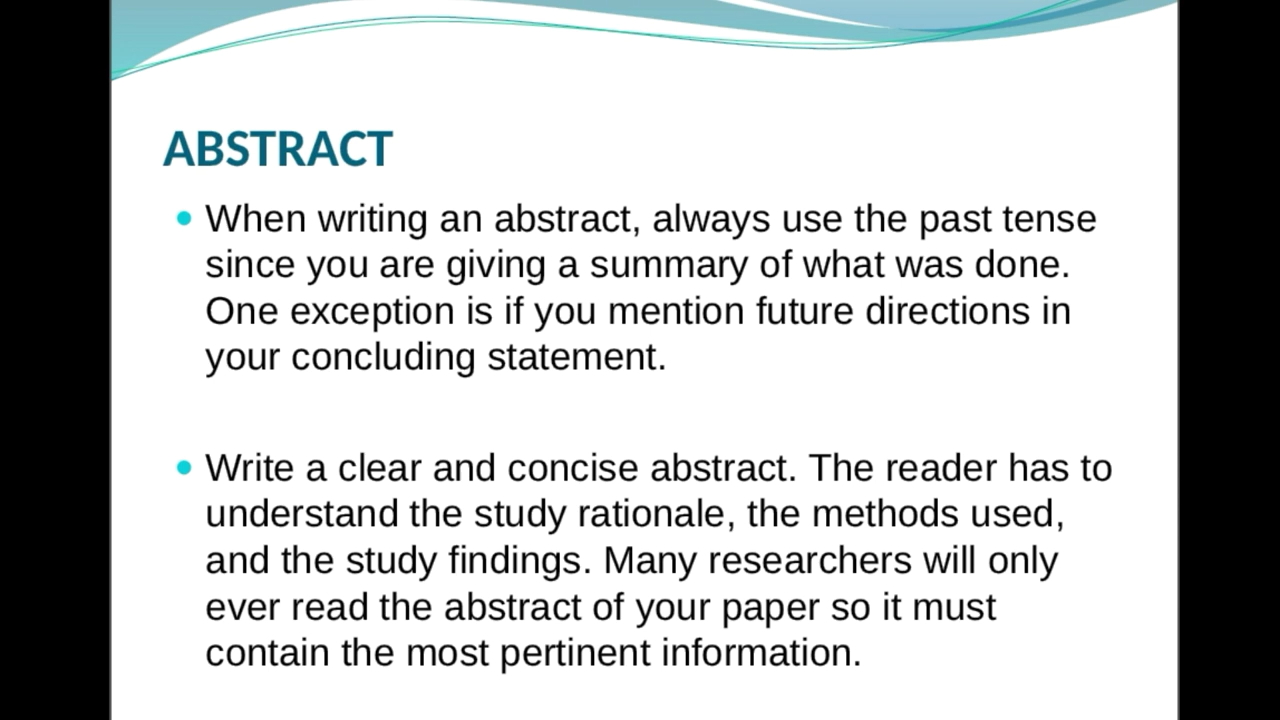 ABSTRACT
When writing an abstract, always use the past tense
since you are giving a summary of what was done.
One exception is if you mention future directions in
your concluding statement.
Write a clear and concise abstract. The reader has to
understand the study rationale, the methods used,
and the study findings. Many researchers will only
ever read the abstract of your paper so it must
contain the most pertinent information.